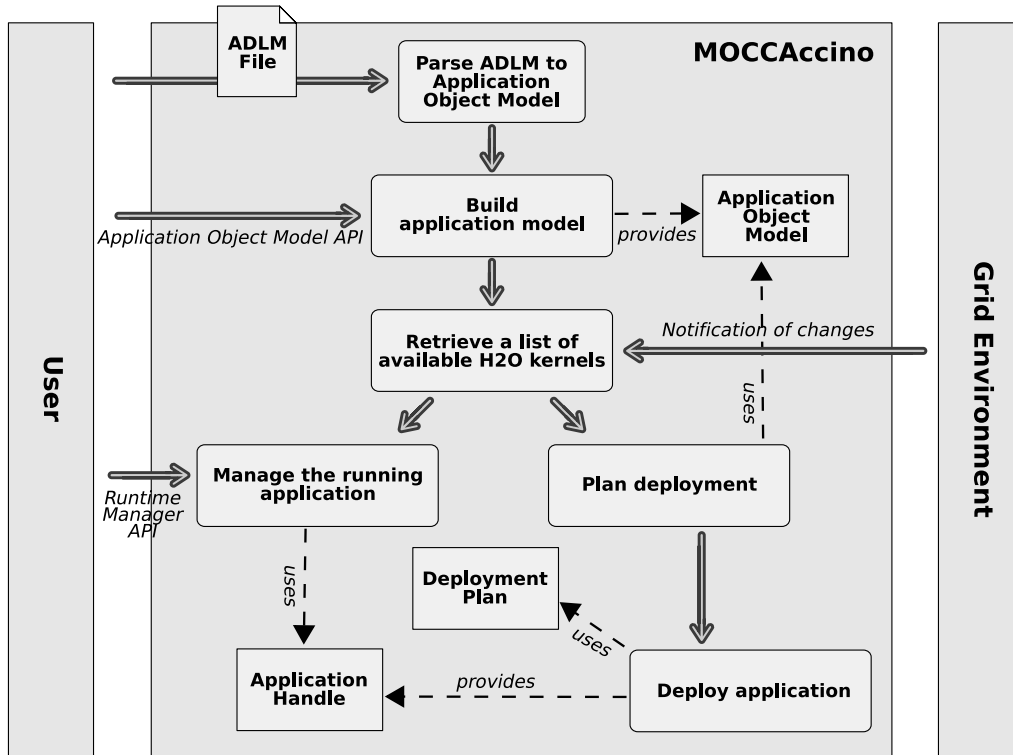 ADLM
File
MOCCAccino
Parse ADLM to
Application
Object Model
Build
application model
Application
Object
Model
provides
Application Object Model API
Retrieve a list of
available H2O kernels
Notification of changes
User
Grid Environment
uses
Manage the running
application
Plan deployment
Runtime
Manager
API
uses
Deployment
Plan
uses
Application
Handle
provides
Deploy application